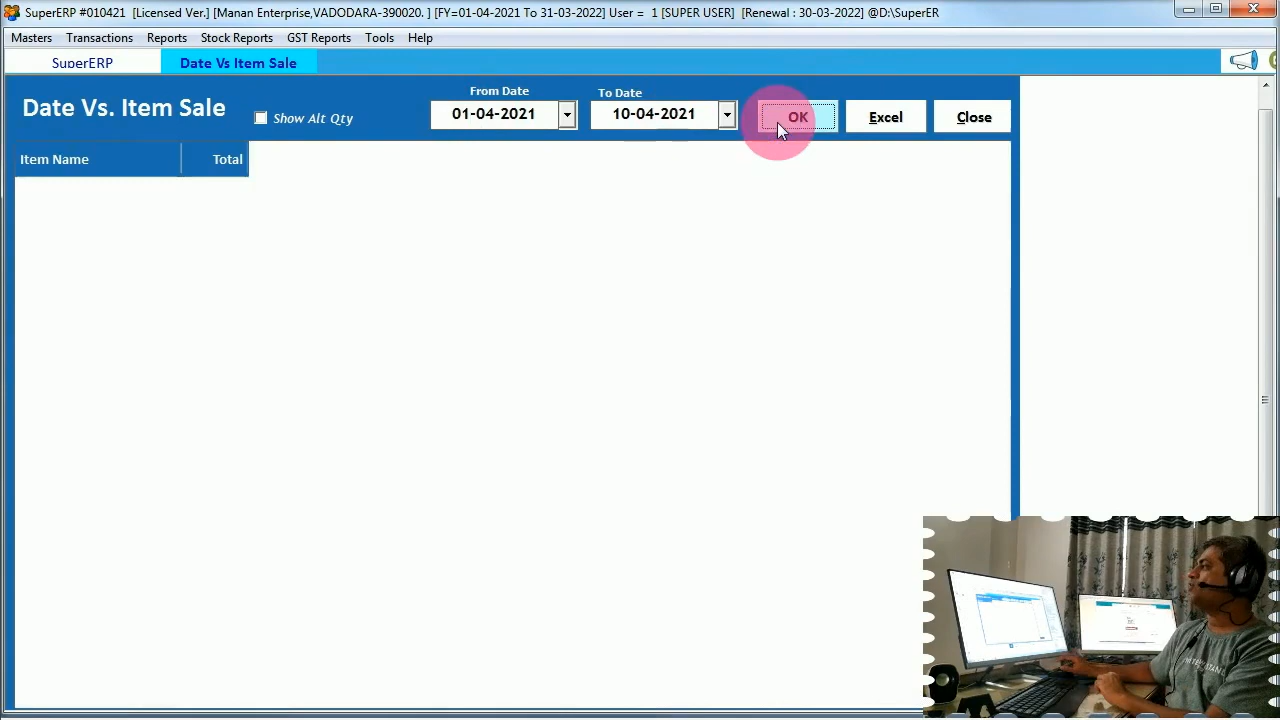 SuperERP #010421 [Licensed Ver.] [Manan Enterprise,VADODARA-390020. ] [FY=01-04-2021 To 31-03-2022] User = 1 [SUPER USER] [Renewal : 30-03-2022] @D:\SuperER
Masters Transactions Reports Stock Reports GST Reports Tools Help
SuperERP Date Vs Item Sale
From Date To Date
Date Vs. Item Sale Show Alt Qty 01-04-2021 10-04-2021 OK Excel Close
Item Name Total